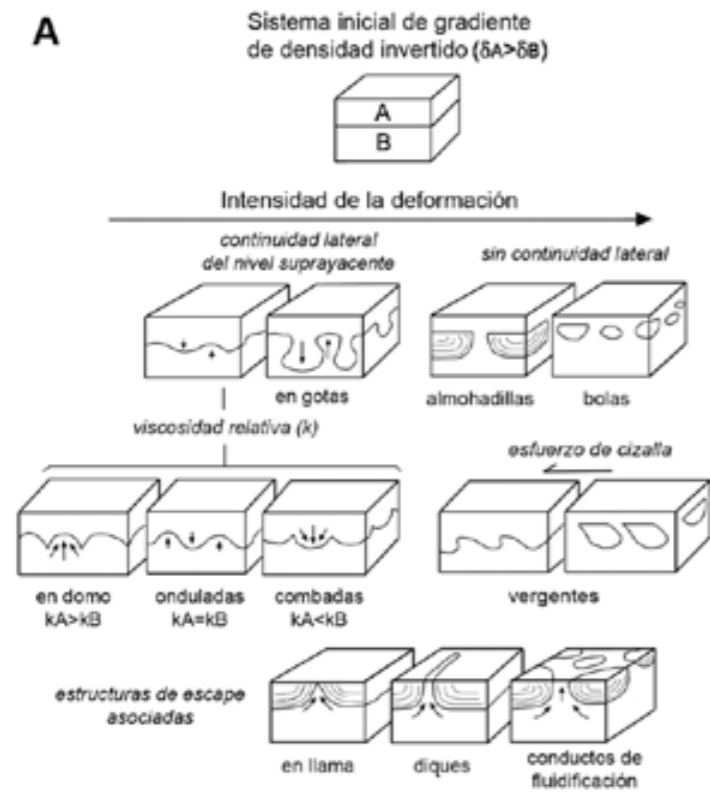 A
Sistema inicial de gradiente
de densidad invertido (δA>δB)
A
B
Intensidad de la deformación
continuidad lateral
del nivel suprayacente
sin continuidad lateral
en gotas
almohadillas
bolas
viscosidad relativa (k)
esfuerzo de cizalla
en domo
kA>kB
onduladas
kA=kB
combadas
kA<kB
vergentes
estructuras de escape
asociadas
en llama
diques
conductos de
fluidificación